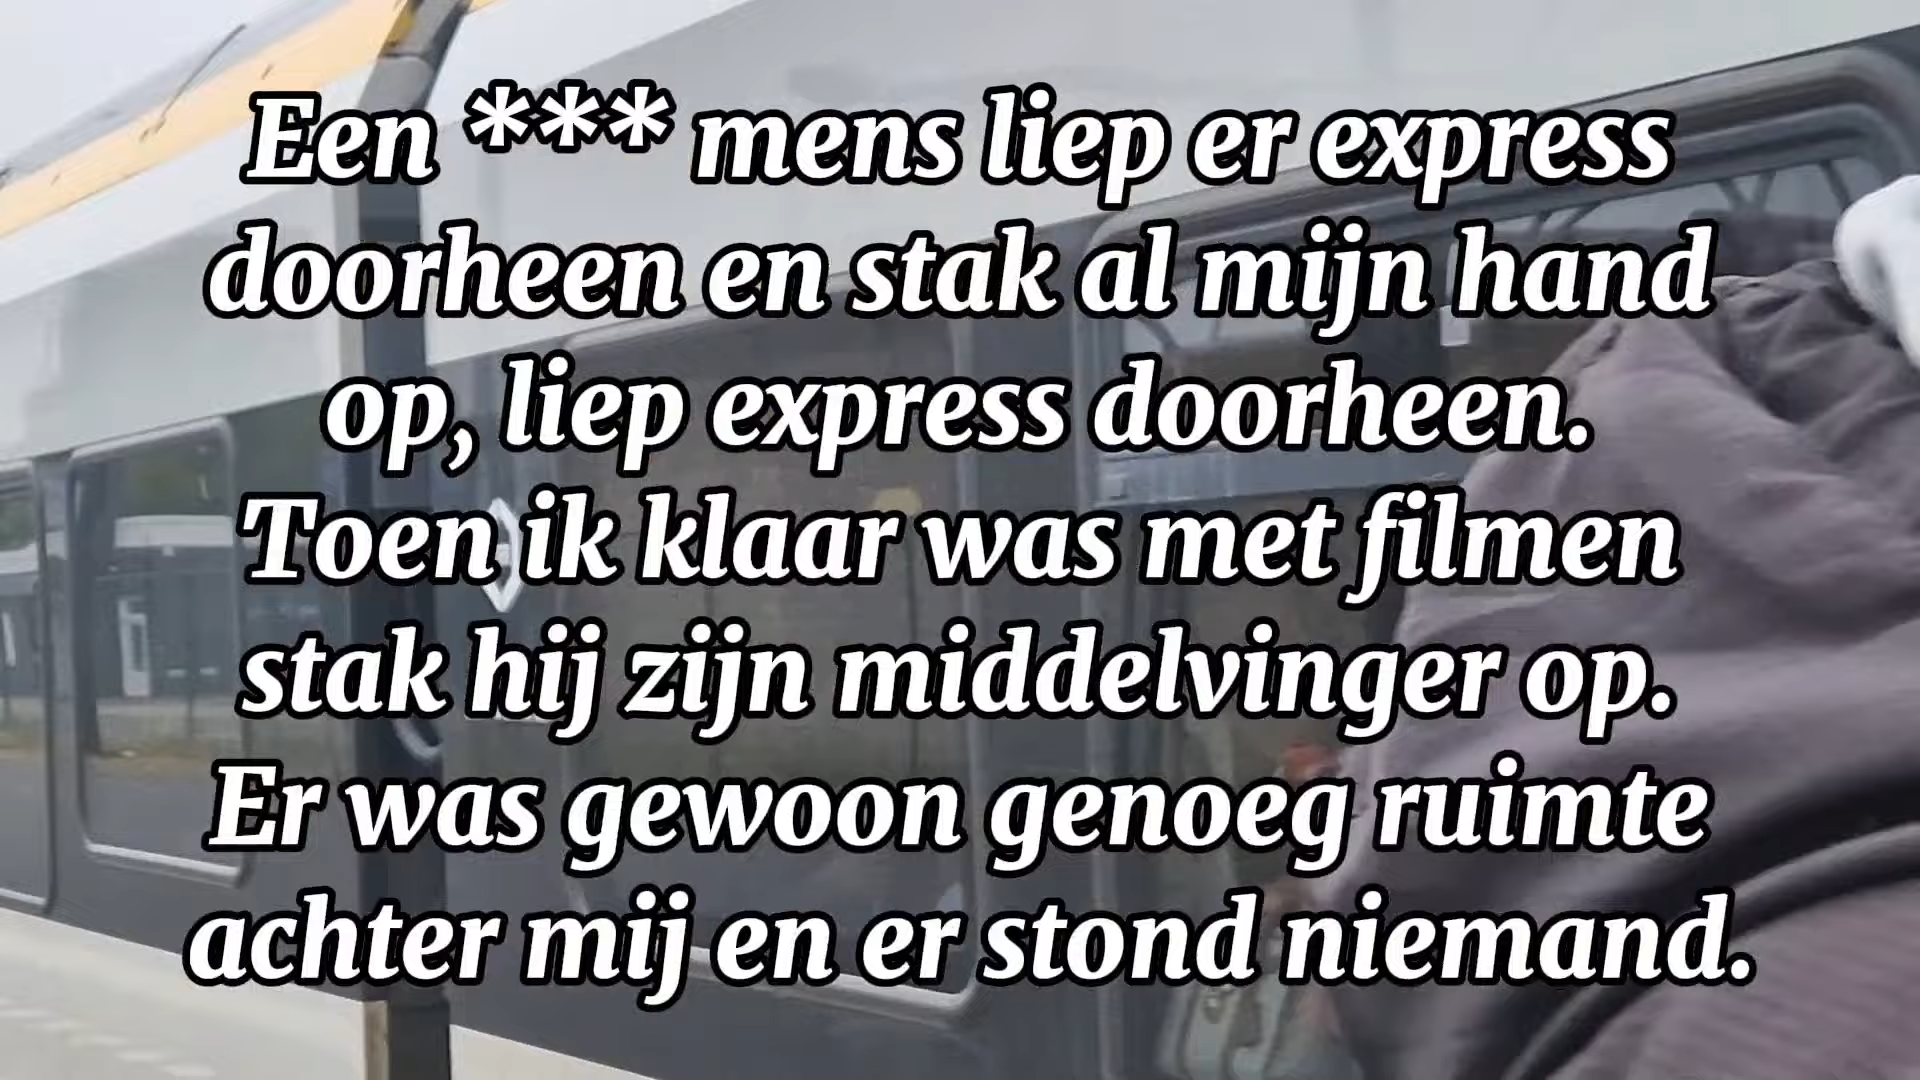 Een *** mens liep er express
doorheen en stak al mijn hand
op, liep express doorheen.
Toen ik klaar was met filmen
stak hij zijn middelvinger op.
Er was gewoon genoeg ruimte
achter mij en er stond niemand.